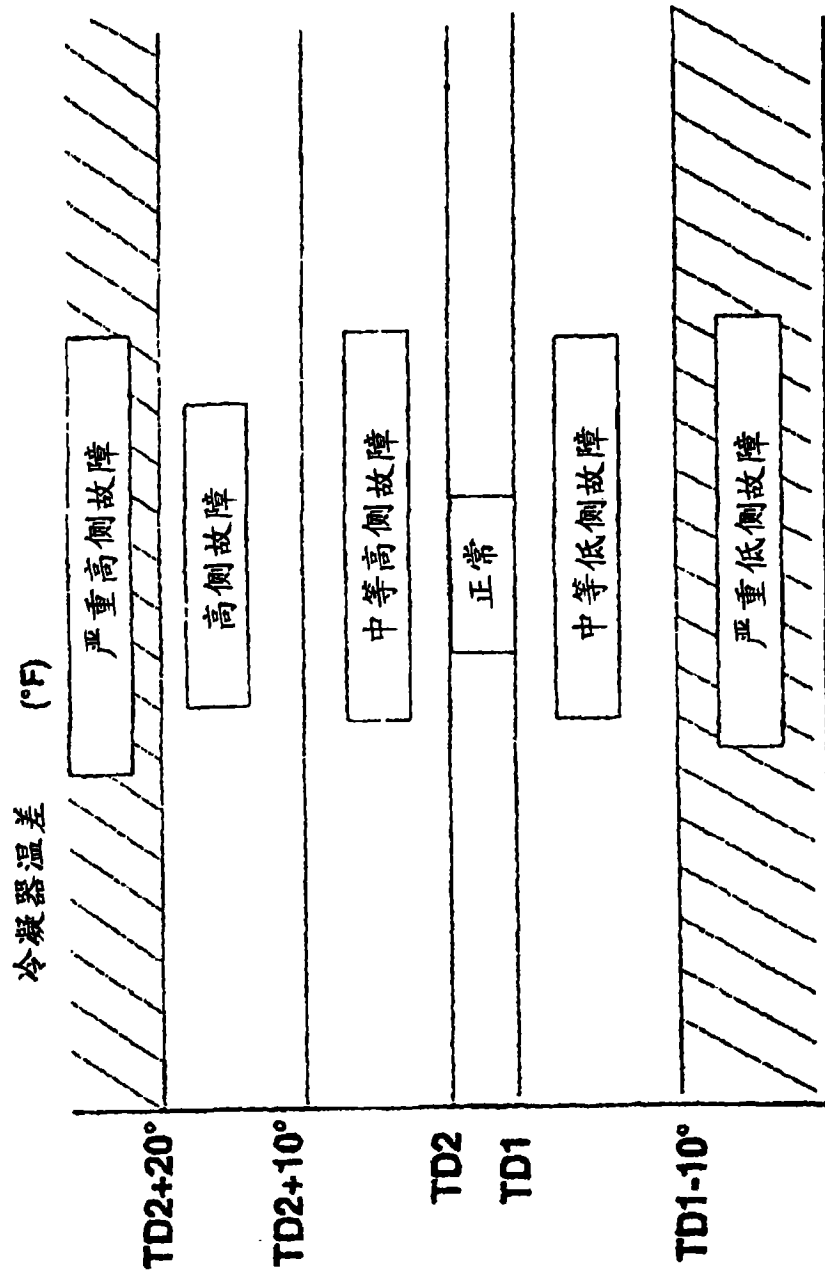 冷凝器温差 (°F)
严重高侧故障
TD2+20°
高侧故障
TD2+10°
中等高侧故障
TD2
正常
TD1
中等低侧故障
TD1-10°
严重低侧故障